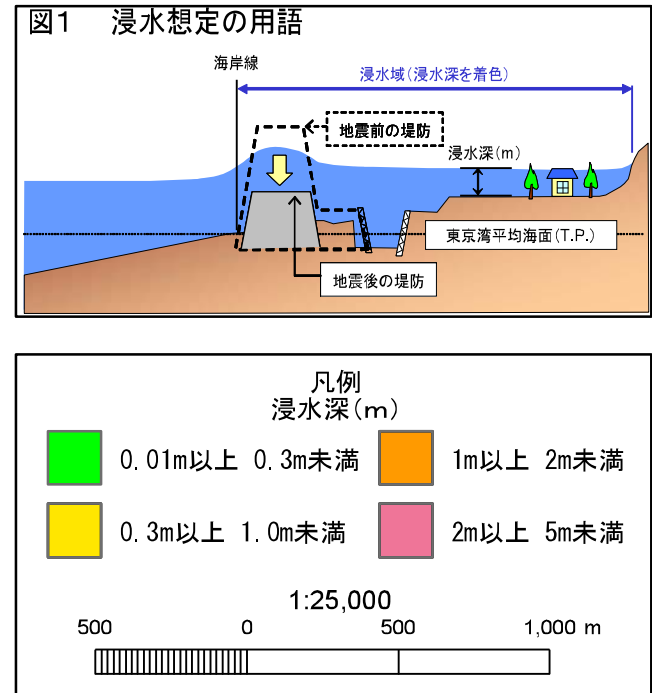 図1 浸水想定の用語
海岸線
浸水域(浸水深を着色)
地震前の堤防
浸水深(m)
東京湾平均海面(T.P.)
地震後の堤防
凡例
浸水深(m)
0.01m以上 0.3m未満
1m以上 2m未満
0.3m以上 1.0m未満
2m以上 5m未満
1:25,000
500 0 500 1,000 m